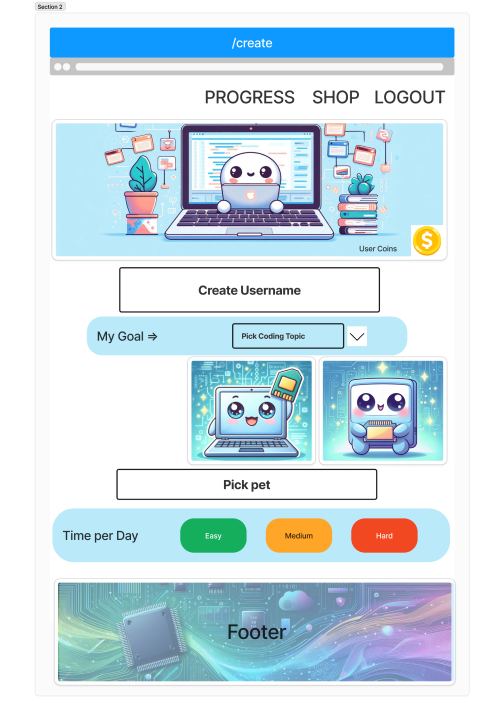 Section 2
/create
PROGRESS SHOP LOGOUT
User Coins
$
Create Username
My Goal ⇒
Pick Coding Topic
Pick pet
Time per Day
Easy
Medium
Hard
Footer